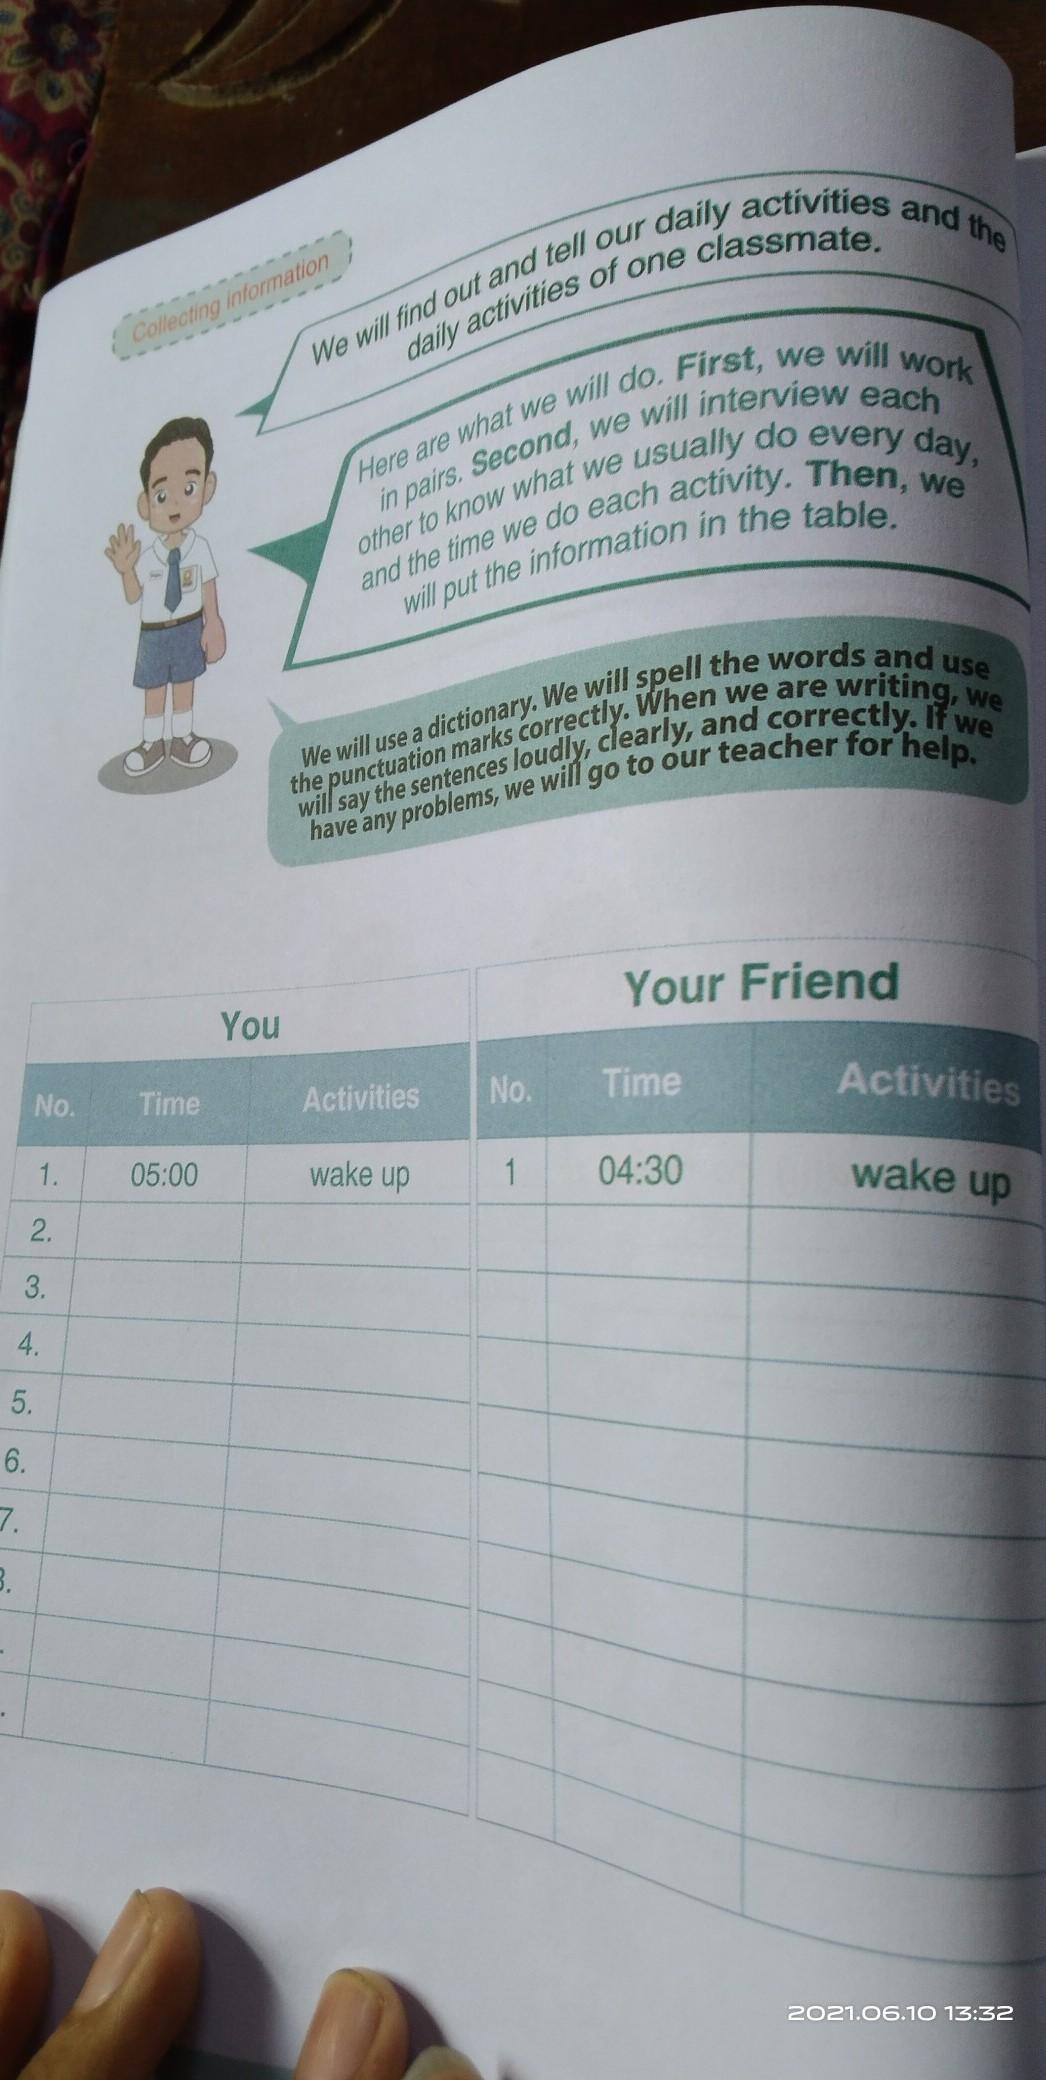 Collecting information
We will find out and tell our daily activities and the
daily activities of one classmate.
Here are what we will do. First, we will work
in pairs. Second, we will interview each
other to know what we usually do every day,
and the time we do each activity. Then, we
will put the information in the table.
We will use a dictionary. We will spell the words and use
the punctuation marks correctly. When we are writing, we
will say the sentences loudly, clearly, and correctly. If we
have any problems, we will go to our teacher for help.
You
No. Time Activities
1. 05:00 wake up
2.
3.
4.
5.
6.
7.
Your Friend
No. Time Activities
1 04:30 wake up
2021.06.10 13:32